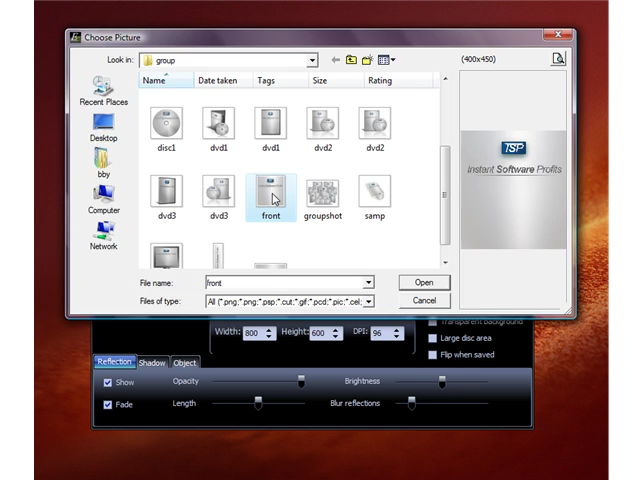 Choose Picture
Look in: group
(400x450)
Name Date taken Tags Size Rating
Recent Places
Desktop
bby
Computer
Network
disc1 dvd1 dvd1 dvd2 dvd2
dvd3 dvd3 front groupshot samp
TSP
Instant Software Profits
File name: front Open
Files of type: All (*.png;*.png;*.psp;*.cut;*.gif;*.pcd;*.pic;*.cel; Cancel
Transparent background
Width: 800 Height: 600 DPI: 96
Large disc area
Flip when saved
Reflection Shadow Object
Show Opacity Brightness
Fade Length Blur reflections